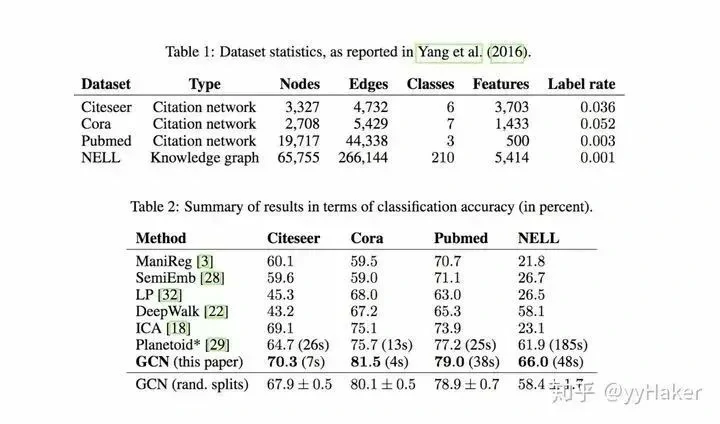 Table 1: Dataset statistics, as reported in Yang et al. (2016).
Dataset Type Nodes Edges Classes Features Label rate
Citeseer Citation network 3,327 4,732 6 3,703 0.036
Cora Citation network 2,708 5,429 7 1,433 0.052
Pubmed Citation network 19,717 44,338 3 500 0.003
NELL Knowledge graph 65,755 266,144 210 5,414 0.001
Table 2: Summary of results in terms of classification accuracy (in percent).
Method Citeseer Cora Pubmed NELL
ManiReg [3] 60.1 59.5 70.7 21.8
SemiEmb [28] 59.6 59.0 71.1 26.7
LP [32] 45.3 68.0 63.0 26.5
DeepWalk [22] 43.2 67.2 65.3 58.1
ICA [18] 69.1 75.1 73.9 23.1
Planetoid* [29] 64.7 (26s) 75.7 (13s) 77.2 (25s) 61.9 (185s)
GCN (this paper) 70.3 (7s) 81.5 (4s) 79.0 (38s) 66.0 (48s)
GCN (rand. splits) 67.9 ± 0.5 80.1 ± 0.5 78.9 ± 0.7 58.4 ± 1.7
知乎 @yyHaker